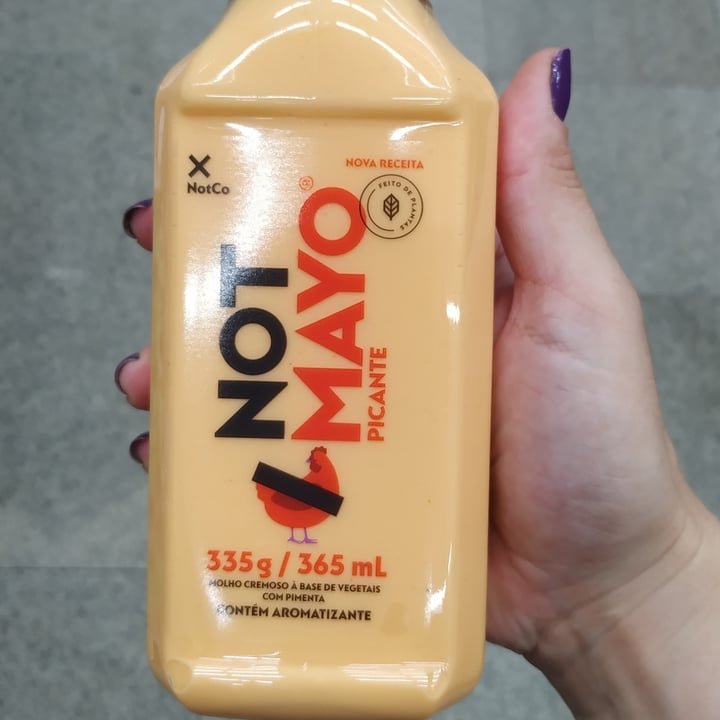 NotCo
NOVA RECEITA
FEITO DE PLANTAS
NOT
MAYO®
PICANTE
335g / 365 mL
MOLHO CREMOSO À BASE DE VEGETAIS
COM PIMENTA
CONTÉM AROMATIZANTE